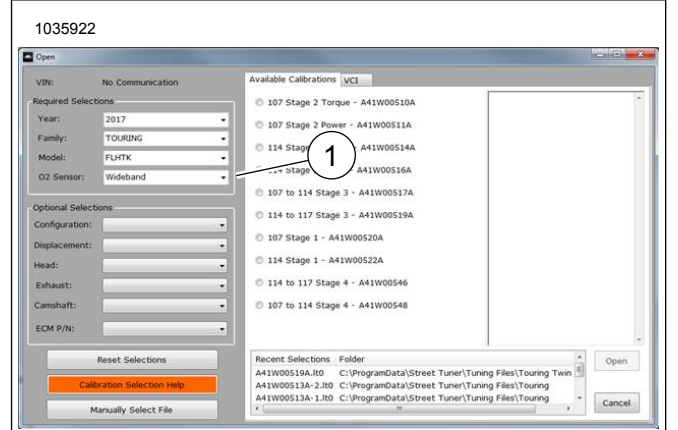 1035922
Open
VIN: No Communication
Required Selections
Year: 2017
Family: TOURING
Model: FLHTK
O2 Sensor: Wideband
Optional Selections
Configuration:
Displacement:
Head:
Exhaust:
Camshaft:
ECM P/N:
Reset Selections
Calibration Selection Help
Manually Select File
Available Calibrations VCI
107 Stage 2 Torque - A41W00510A
107 Stage 2 Power - A41W00511A
114 Stage A41W00514A
Stage A41W00516A
107 to 114 Stage 3 - A41W00517A
114 to 117 Stage 3 - A41W00519A
107 Stage 1 - A41W00520A
114 Stage 1 - A41W00522A
114 to 117 Stage 4 - A41W00546
107 to 114 Stage 4 - A41W00548
1
Recent Selections Folder
A41W00519A.lt0 C:\ProgramData\Street Tuner\Tuning Files\Touring Twin
A41W00513A-2.lt0 C:\ProgramData\Street Tuner\Tuning Files\Touring
A41W00513A-1.lt0 C:\ProgramData\Street Tuner\Tuning Files\Touring
Open
Cancel